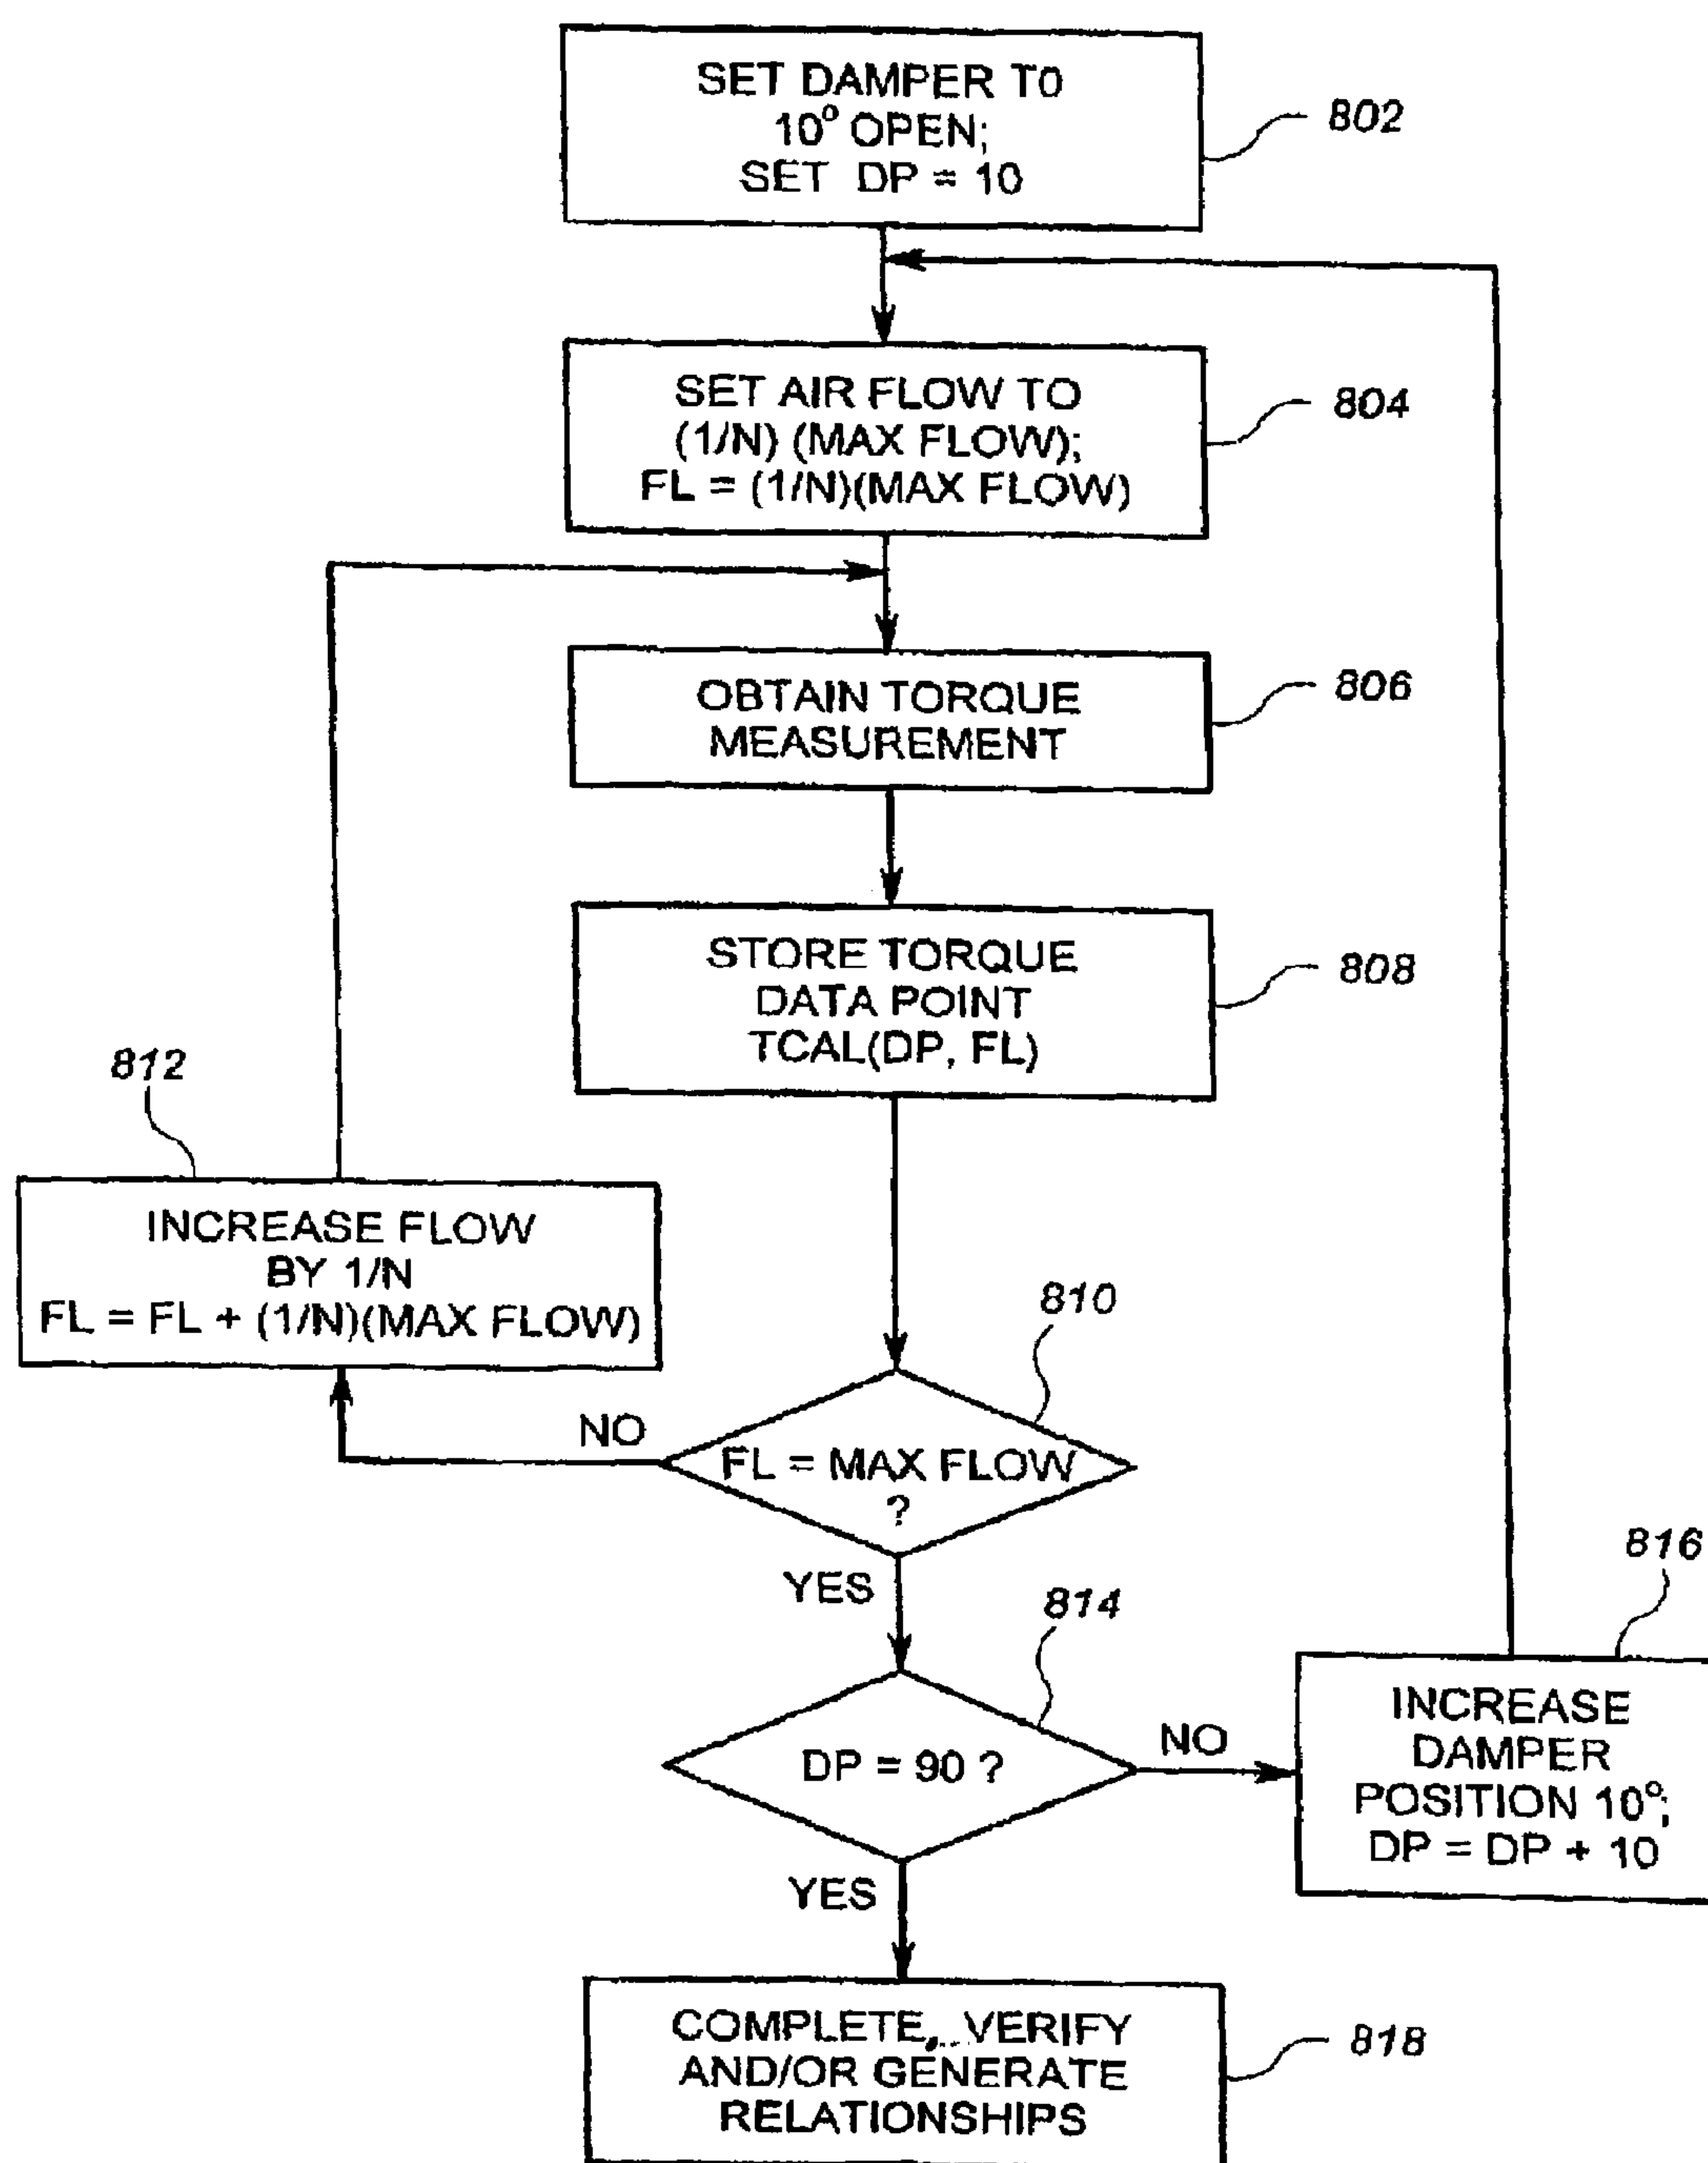 SET DAMPER TO
10° OPEN;
SET DP = 10
802
SET AIR FLOW TO
(1/N) (MAX FLOW);
FL = (1/N)(MAX FLOW)
804
OBTAIN TORQUE
MEASUREMENT
806
STORE TORQUE
DATA POINT
TCAL(DP, FL)
808
812
INCREASE FLOW
BY 1/N
FL = FL + (1/N)(MAX FLOW)
810
NO
FL = MAX FLOW
?
YES
814
816
DP = 90 ?
NO
INCREASE
DAMPER
POSITION 10°;
DP = DP + 10
YES
COMPLETE, VERIFY
AND/OR GENERATE
RELATIONSHIPS
818